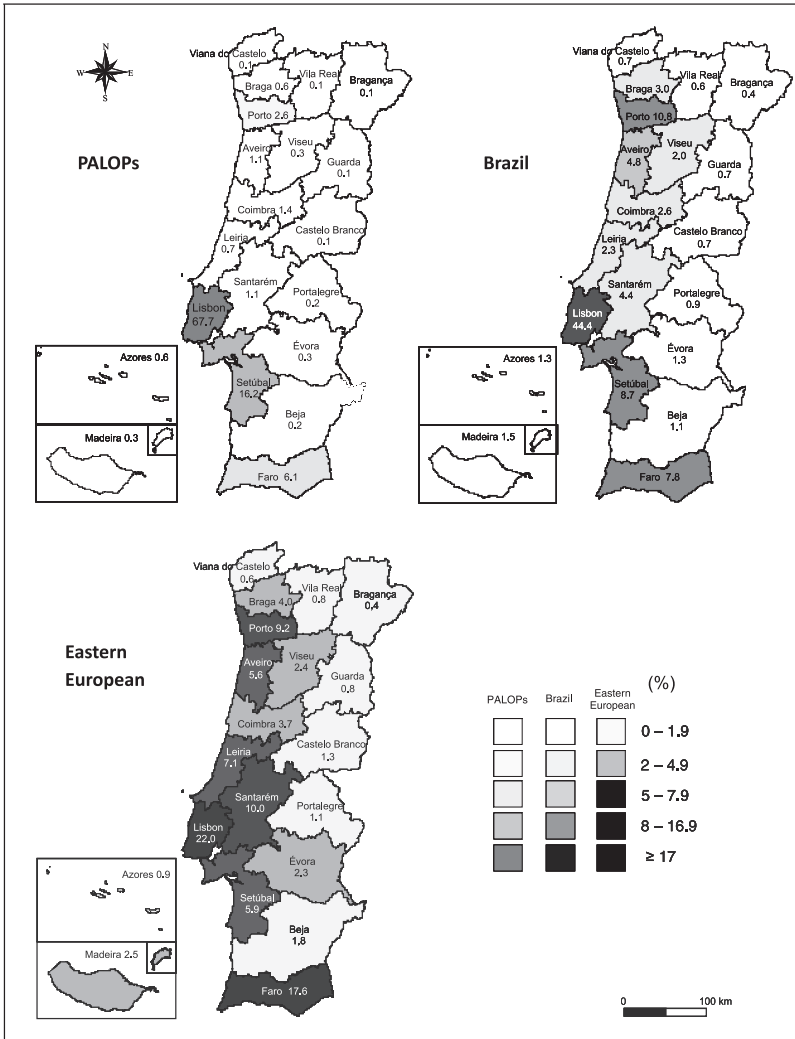 N
W E
S
PALOPs
Viana do Castelo
0.1
Braga 0.6
Vila Real
0.1
Bragança
0.1
Porto 2.6
Aveiro
1.1
Viseu
0.3
Guarda
0.1
Coimbra 1.4
Castelo Branco
0.1
Leiria
0.7
Santarém
1.1
Portalegre
0.2
Lisbon
67.7
Évora
0.3
Setúbal
16.2
Beja
0.2
Faro 6.1
Azores 0.6
Madeira 0.3
Brazil
Viana do Castelo
0.7
Braga 3.0
Vila Real
0.6
Bragança
0.4
Porto 10.8
Aveiro
4.8
Viseu
2.0
Guarda
0.7
Coimbra 2.6
Castelo Branco
0.7
Leiria
2.3
Santarém
4.4
Portalegre
0.9
Lisbon
44.4
Évora
1.3
Setúbal
8.7
Beja
1.1
Faro 7.8
Azores 1.3
Madeira 1.5
Eastern
European
Viana do Castelo
0.6
Braga 4.0
Vila Real
0.8
Bragança
0,4
Porto 9.2
Aveiro
5.6
Viseu
2.4
Guarda
0.8
Coimbra 3.7
Castelo Branco
1.3
Leiria
7.1
Santarém
10.0
Portalegre
1.1
Lisbon
22.0
Évora
2.3
Setúbal
5.9
Beja
1,8
Faro 17.6
Azores 0.9
Madeira 2.5
(%)
PALOPs Brazil Eastern
European
0 – 1.9
2 – 4.9
5 – 7.9
8 – 16.9
≥ 17
0 100 km